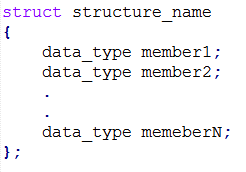 struct structure_name
{
data_type member1;
data_type member2;
.
.
data_type memeberN;
};